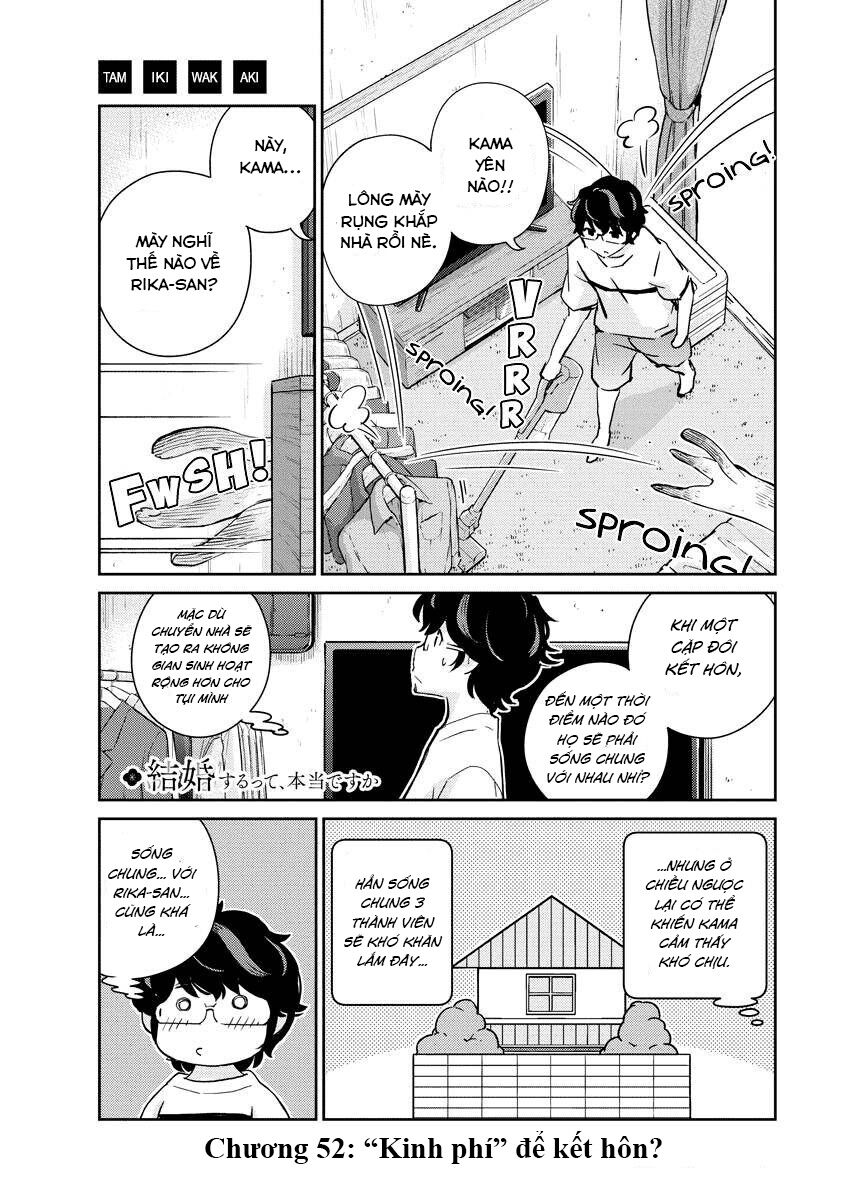 TAM IKI WAK AKI
KAMA
YÊN
NÀO!!
LÔNG MÀY
RỤNG KHẮP
NHÀ RỒI NÈ.
SPROING!
VRRR
SPROING!
SPROING!
NÀY,
KAMA...
MÀY NGHĨ
THẾ NÀO VỀ
RIKA-SAN?
FWSH!
KHI MỘT
CẶP ĐÔI
KẾT HÔN,
ĐẾN MỘT THỜI
ĐIỂM NÀO ĐÓ
HỌ SẼ PHẢI
SỐNG CHUNG
VỚI NHAU NHỈ?
MẶC DÙ
CHUYỂN NHÀ SẼ
TẠO RA KHÔNG
GIAN SINH HOẠT
RỘNG HƠN CHO
TỤI MÌNH
結婚するって、本当ですか
...NHƯNG Ở
CHIỀU NGƯỢC
LẠI CÓ THỂ
KHIẾN KAMA
CẢM THẤY
KHÓ CHỊU.
HẲN SỐNG
CHUNG 3
THÀNH VIÊN
SẼ KHÓ KHĂN
LẮM ĐÂY...
SỐNG
CHUNG... VỚI
RIKA-SAN...
CŨNG KHÁ
LÀ...
Chương 52: “Kinh phí” để kết hôn?